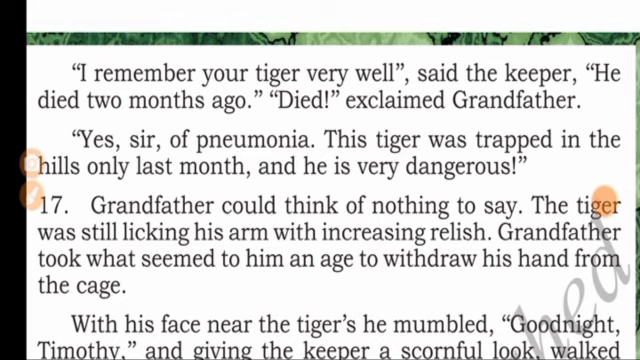 “I remember your tiger very well”, said the keeper, “He
died two months ago.” “Died!” exclaimed Grandfather.
“Yes, sir, of pneumonia. This tiger was trapped in the
hills only last month, and he is very dangerous!”
17. Grandfather could think of nothing to say. The tiger
was still licking his arm with increasing relish. Grandfather
took what seemed to him an age to withdraw his hand from
the cage.
With his face near the tiger’s he mumbled, “Goodnight,
Timothy,” and giving the keeper a scornful look, walked
hed